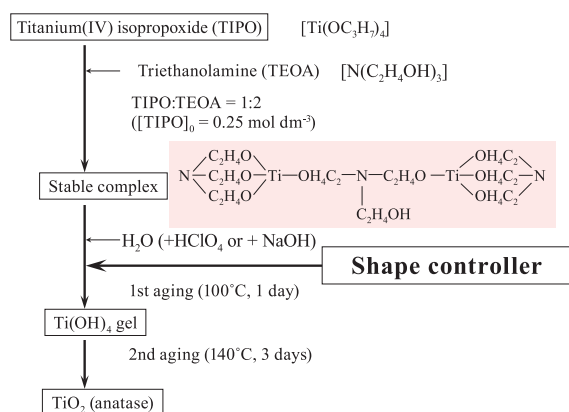 Titanium(IV) isopropoxide (TIPO) [Ti(OC₃H₇)₄]
Triethanolamine (TEOA) [N(C₂H₄OH)₃]
TIPO:TEOA = 1:2
([TIPO]₀ = 0.25 mol dm⁻³)
Stable complex
C₂H₄O OH₄C₂
N C₂H₄O Ti OH₄C₂ N C₂H₄O Ti OH₄C₂ N
C₂H₄O OH₄C₂
C₂H₄OH
H₂O (+HClO₄ or + NaOH)
Shape controller
1st aging (100˚C, 1 day)
Ti(OH)₄ gel
2nd aging (140˚C, 3 days)
TiO₂ (anatase)